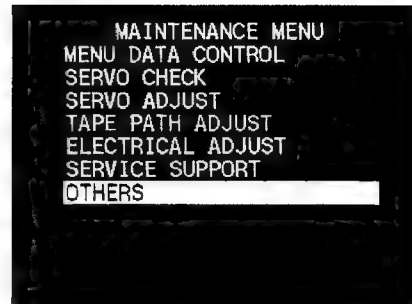 MAINTENANCE MENU
MENU DATA CONTROL
SERVO CHECK
SERVO ADJUST
TAPE PATH ADJUST
ELECTRICAL ADJUST
SERVICE SUPPORT
OTHERS